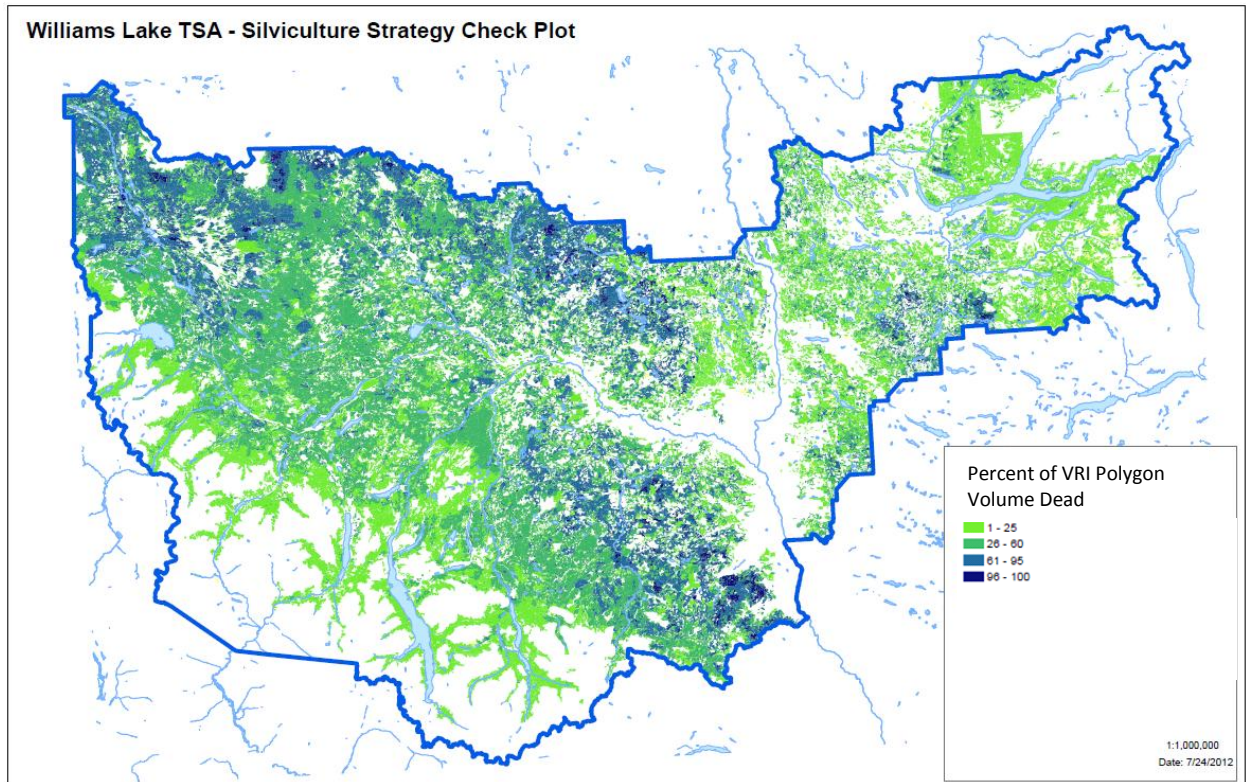 Williams Lake TSA - Silviculture Strategy Check Plot
Percent of VRI Polygon
Volume Dead
1 - 25
26 - 60
61 - 95
96 - 100
1:1,000,000
Date: 7/24/2012